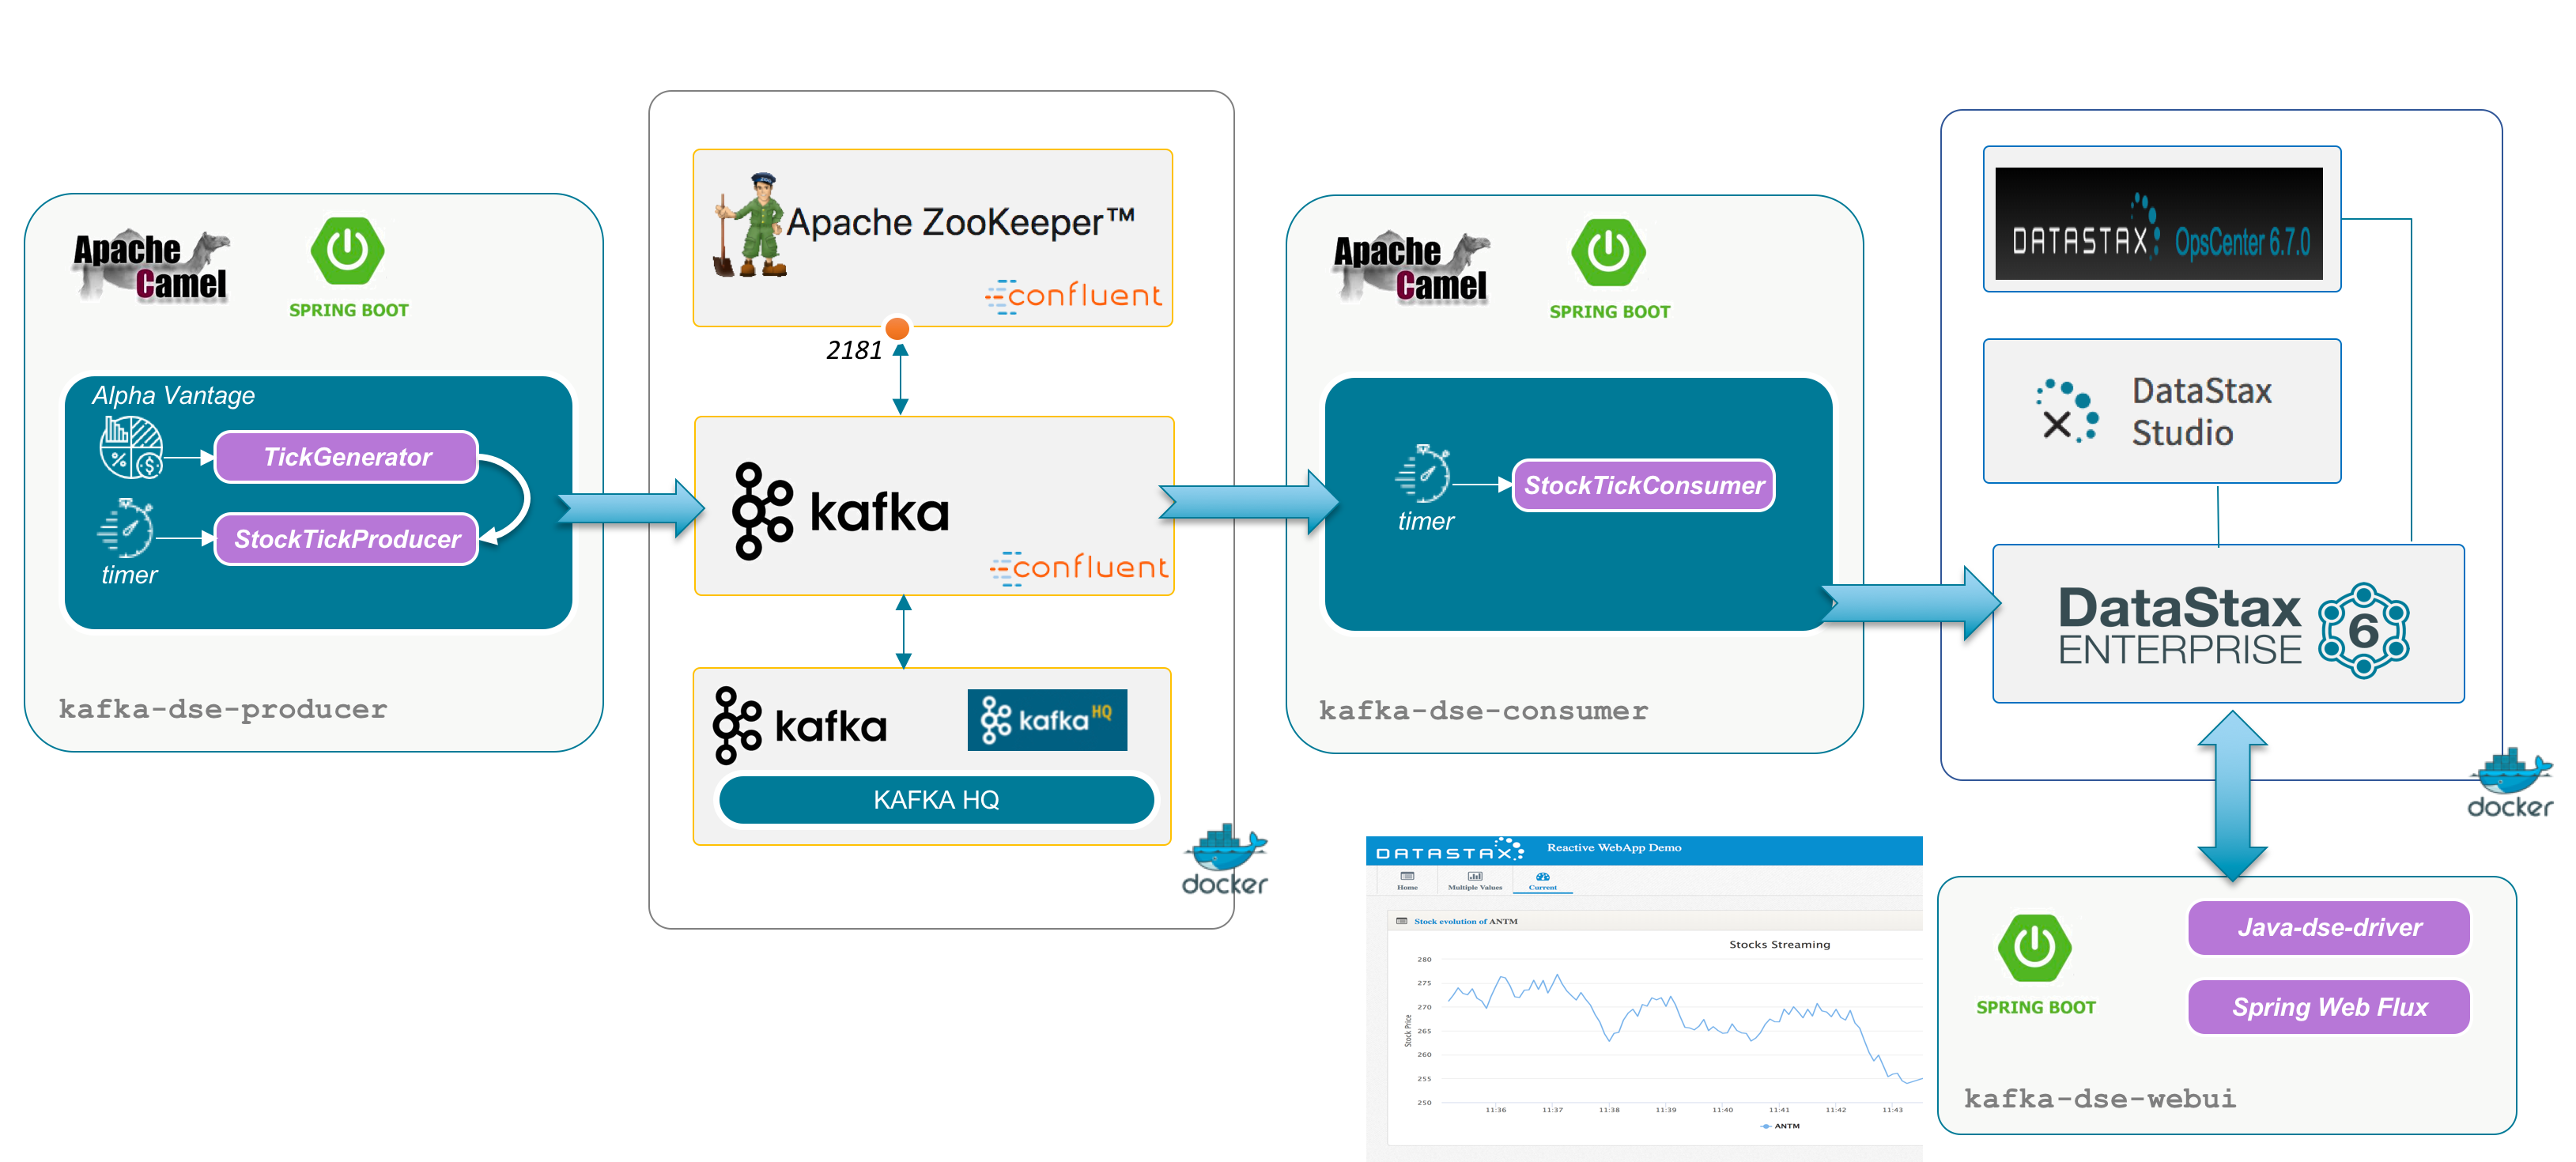 Apache
Camel
SPRING BOOT
Alpha Vantage
TickGenerator
StockTickProducer
timer
kafka-dse-producer
Apache ZooKeeper™
confluent
2181
kafka
confluent
kafka
kafka HQ
KAFKA HQ
docker
Apache
Camel
SPRING BOOT
timer
StockTickConsumer
kafka-dse-consumer
DATASTAX OpsCenter 6.7.0
DataStax
Studio
DataStax
ENTERPRISE
6
docker
DATASTAX Reactive WebApp Demo
Home Multiple Values Current
Stock evolution of ANTM
Stocks Streaming
Stock Price
280
275
270
265
260
255
250
11:36 11:37 11:38 11:39 11:40 11:41 11:42 11:43
ANTM
SPRING BOOT
Java-dse-driver
Spring Web Flux
kafka-dse-webui